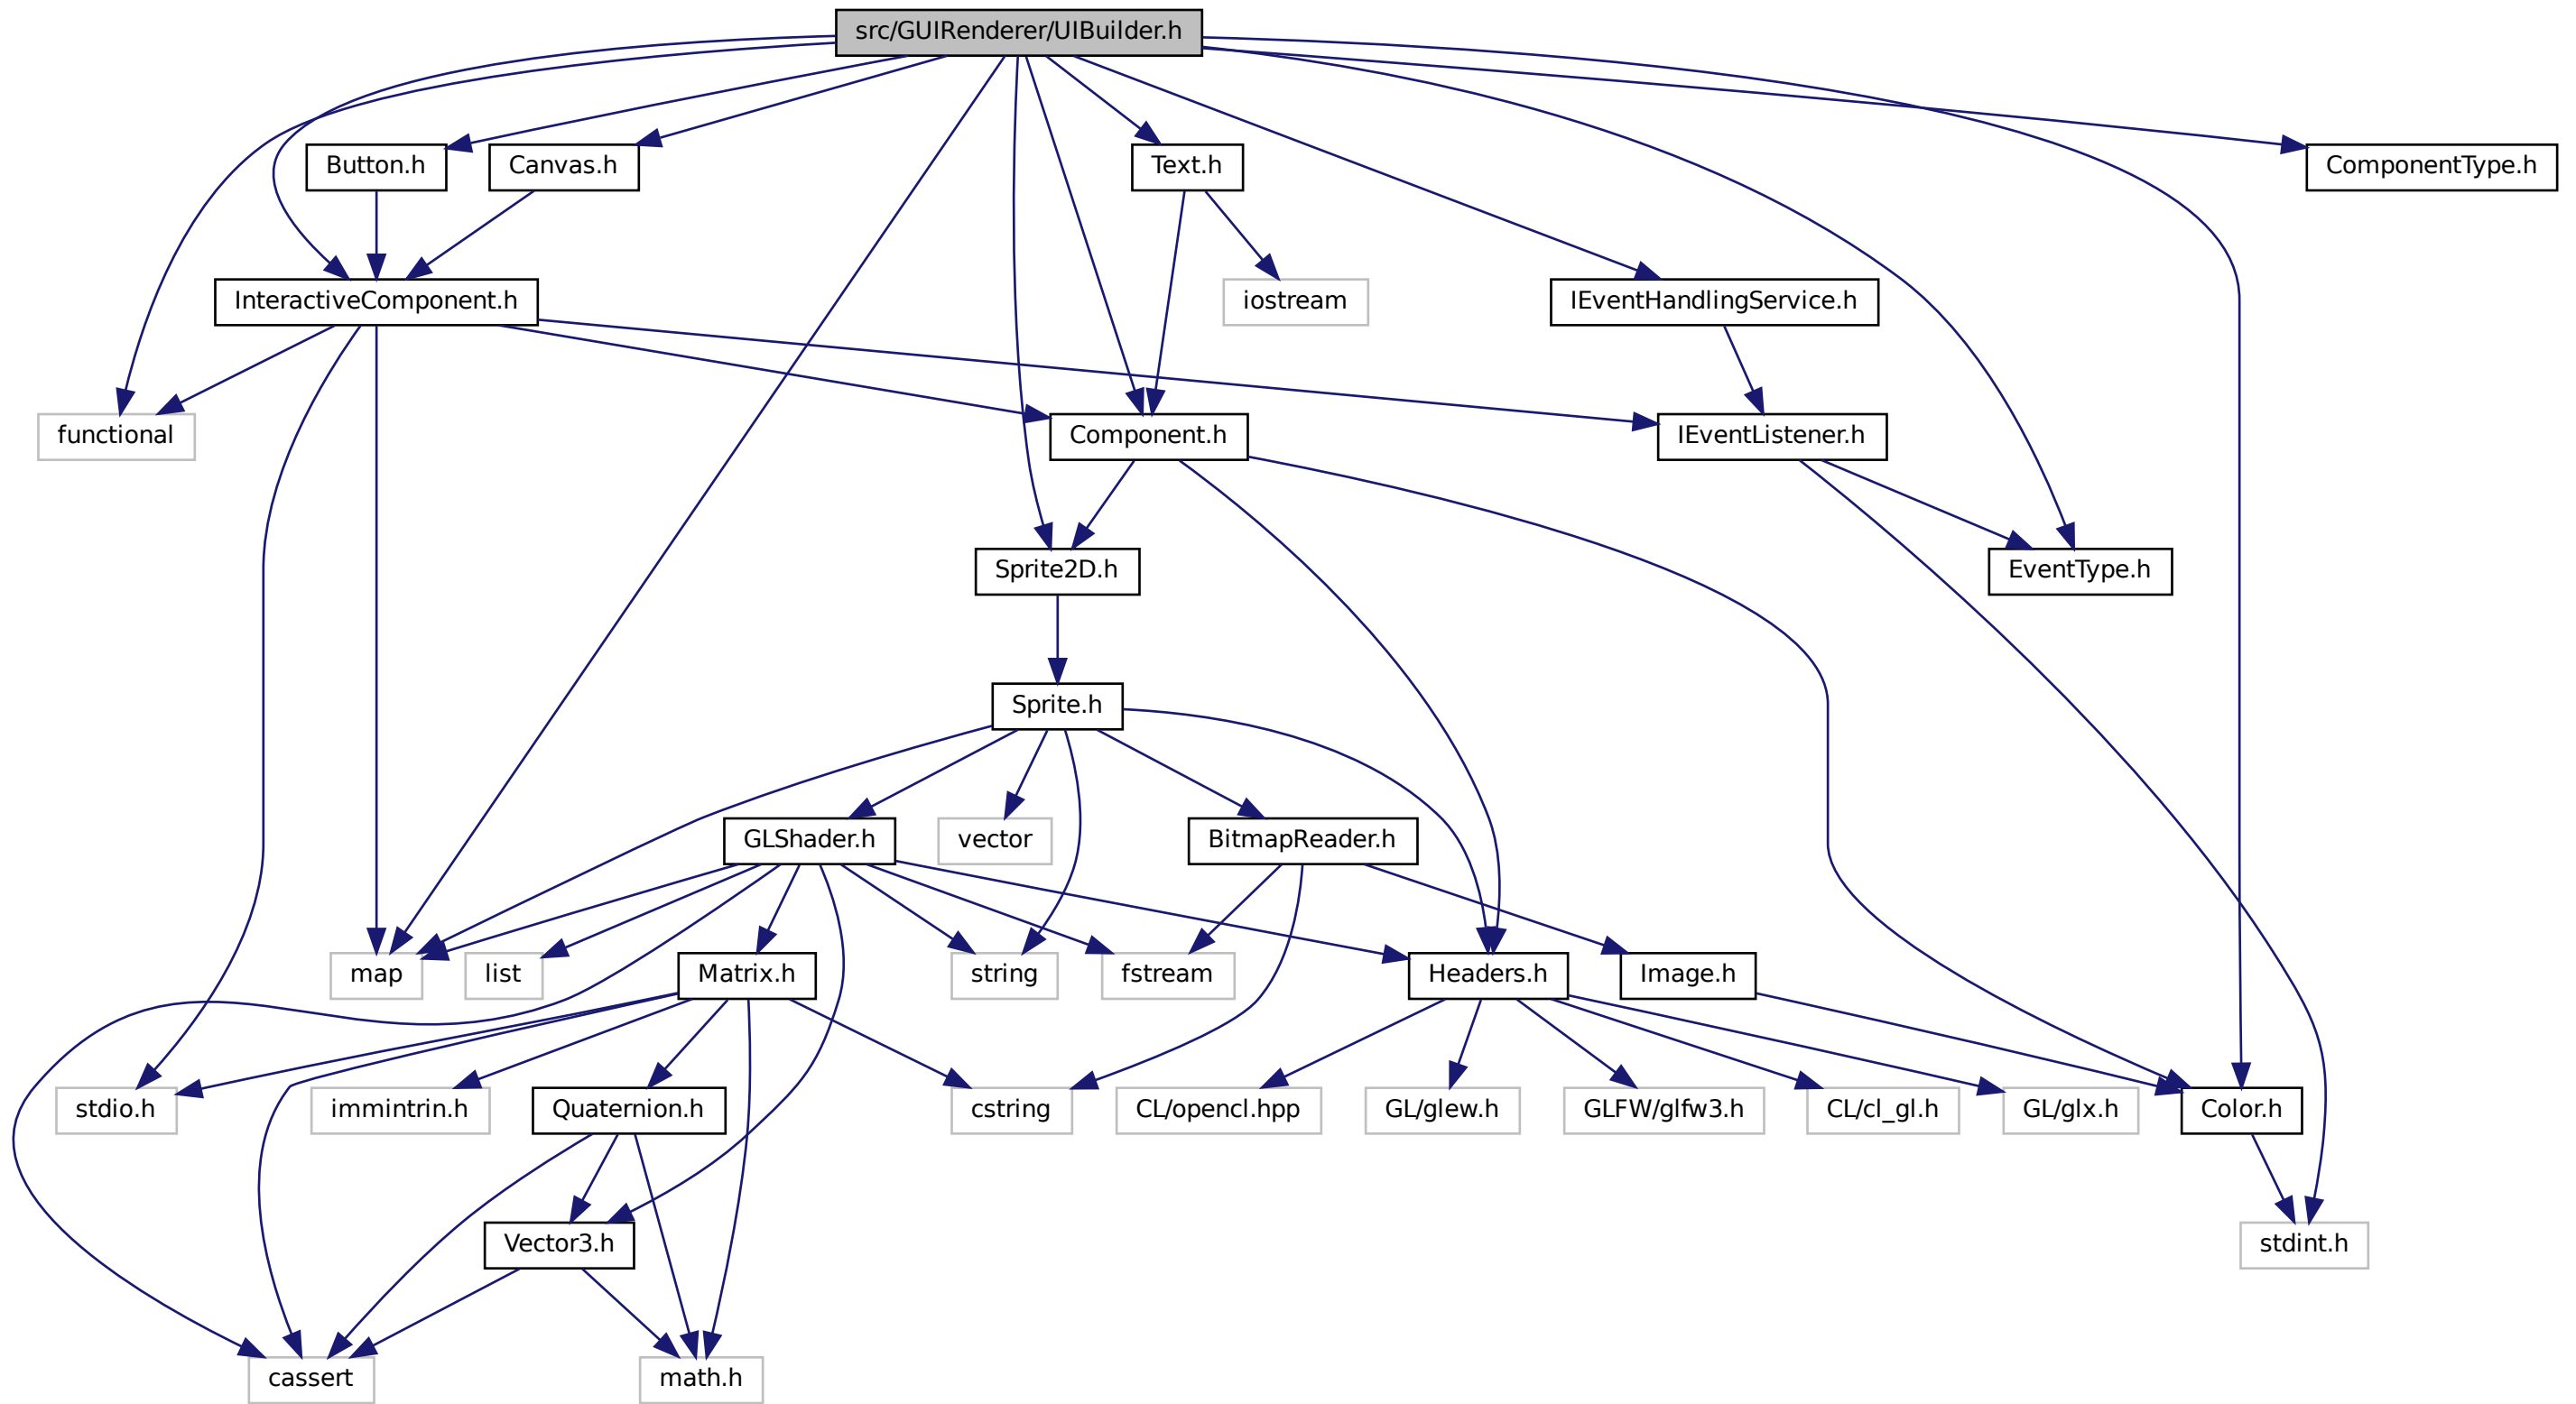 src/GUIRenderer/UIBuilder.h
Button.h
Canvas.h
Text.h
ComponentType.h
InteractiveComponent.h
iostream
IEventHandlingService.h
functional
Component.h
IEventListener.h
Sprite2D.h
EventType.h
Sprite.h
GLShader.h
vector
BitmapReader.h
map
list
Matrix.h
string
fstream
Headers.h
Image.h
stdio.h
immintrin.h
Quaternion.h
cstring
CL/opencl.hpp
GL/glew.h
GLFW/glfw3.h
CL/cl_gl.h
GL/glx.h
Color.h
Vector3.h
stdint.h
cassert
math.h